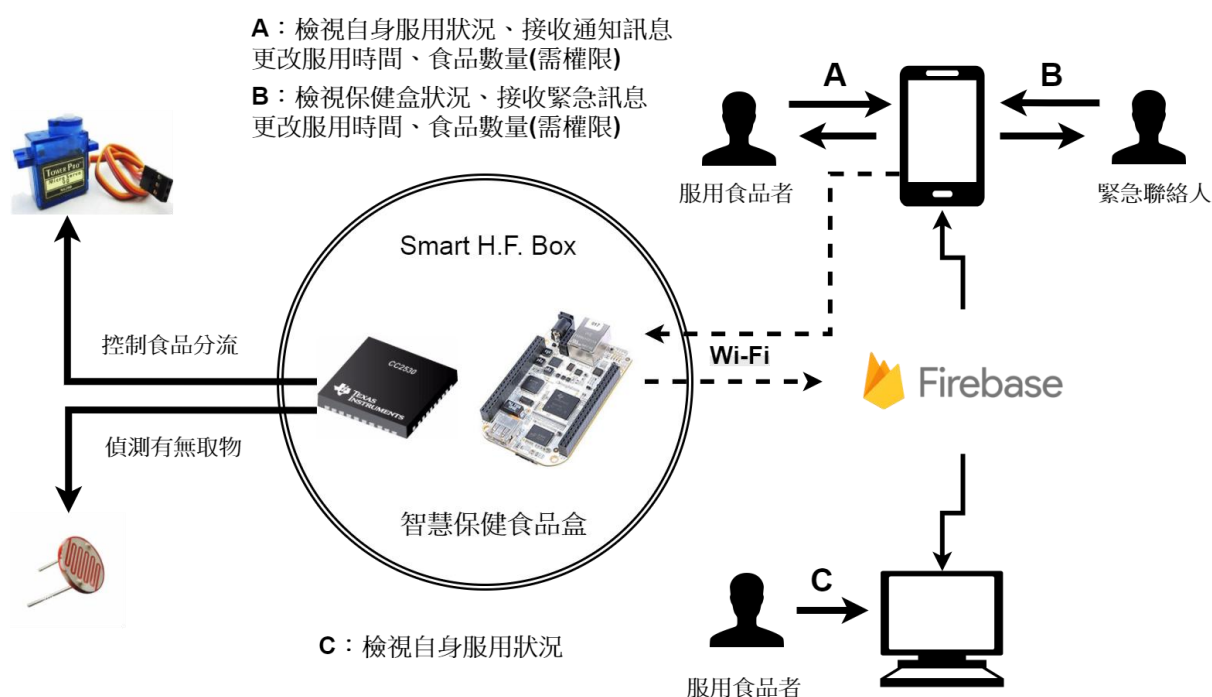 A：檢視自身服用狀況、接收通知訊息
更改服用時間、食品數量(需權限)
B：檢視保健盒狀況、接收緊急訊息
更改服用時間、食品數量(需權限)
A
B
服用食品者
緊急聯絡人
TOWER PRO
Smart H.F. Box
控制食品分流
CC2530
TEXAS
INSTRUMENTS
Wi-Fi
Firebase
偵測有無取物
智慧保健食品盒
C：檢視自身服用狀況
C
服用食品者